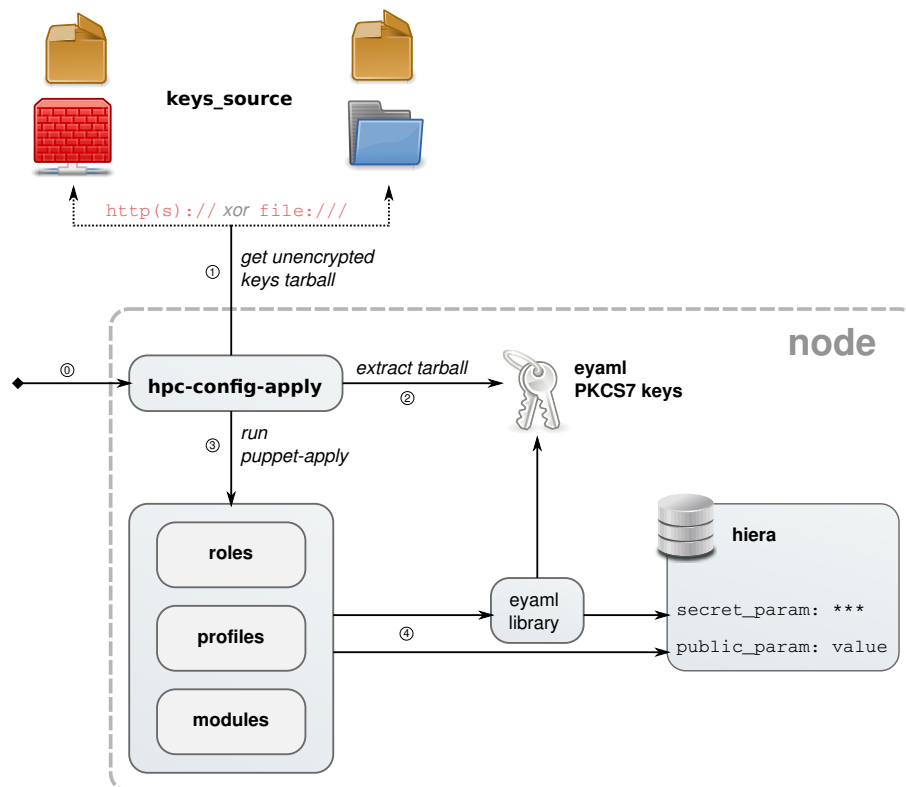 keys_source
http(s):// xor file:///
① get unencrypted
keys tarball
node
⓪
hpc-config-apply
extract tarball
②
eyaml
PKCS7 keys
③ run
puppet-apply
roles
profiles
modules
④
eyaml
library
hiera
secret_param: ***
public_param: value